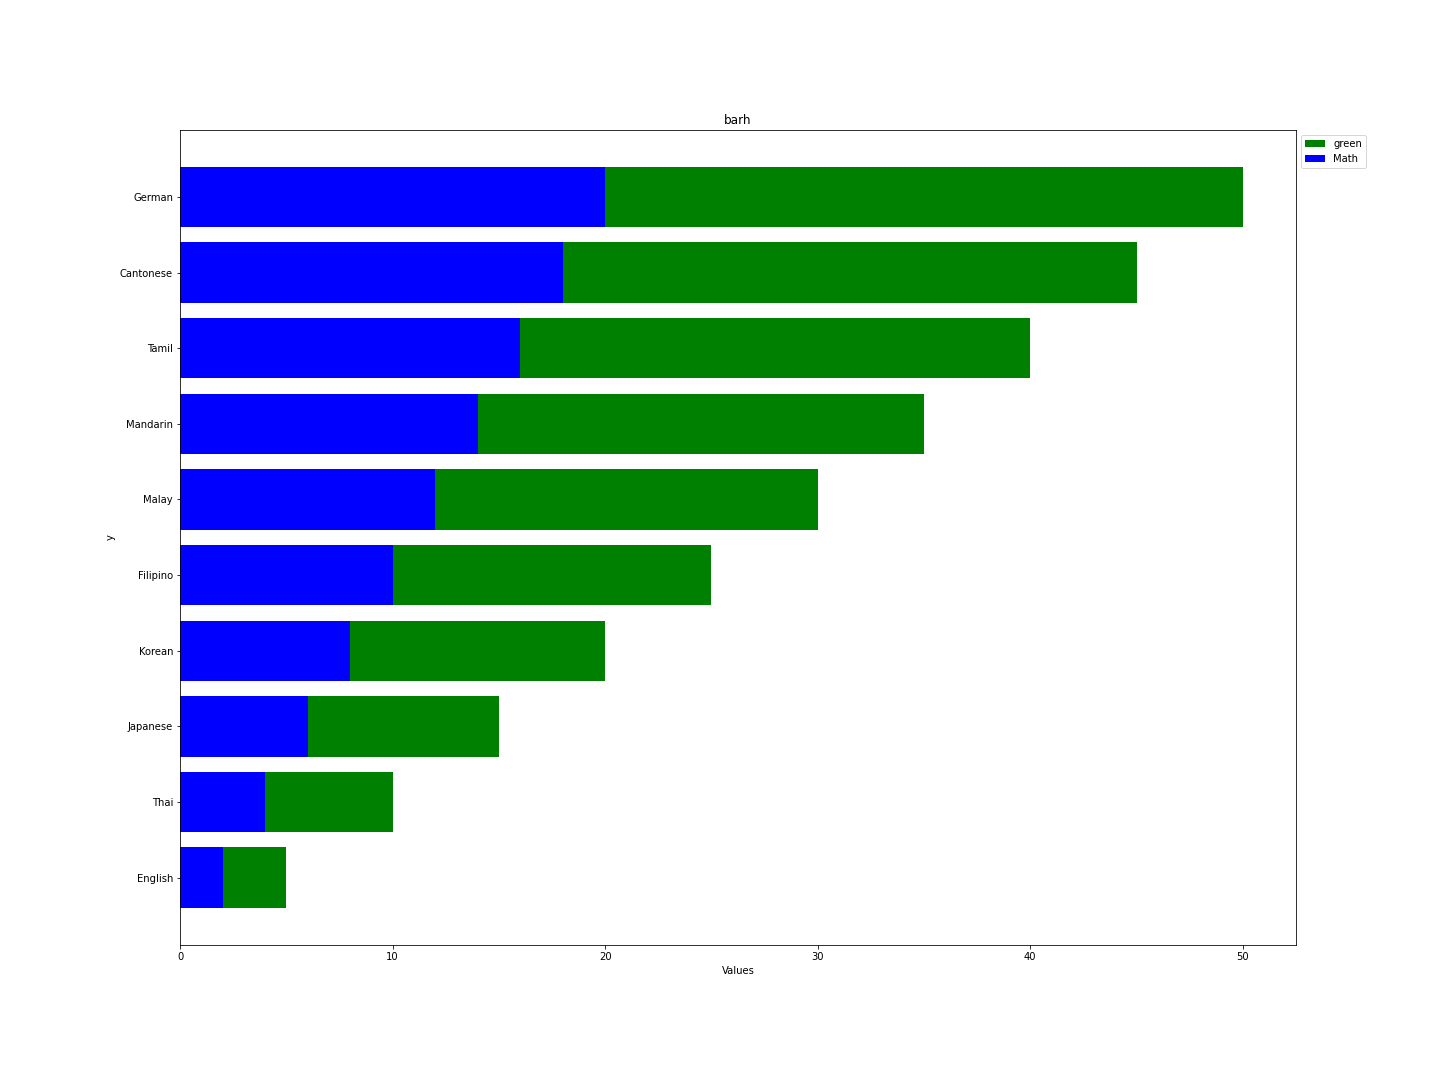 barh
green
Math
German
Cantonese
Tamil
Mandarin
Malay
y
Filipino
Korean
Japanese
Thai
English
0 10 20 30 40 50
Values